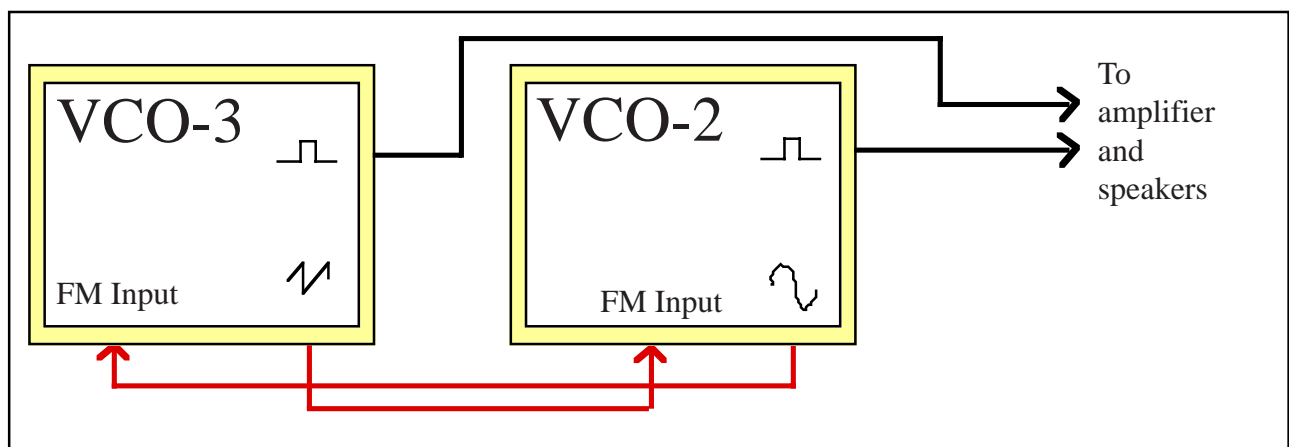 VCO-3
FM Input
VCO-2
FM Input
To
amplifier
and
speakers